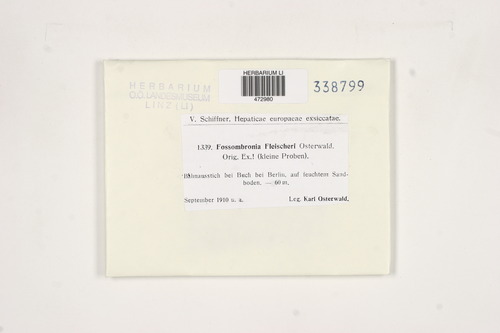 HERBARIUM
O.Ö. LANDESMUSEUM
LINZ (LI)
HERBARIUM LI
472980
338799
V. Schiffner, Hepaticae europaeae exsiccatae.
1339. Fossombronia Fleischeri Osterwald.
Orig. Ex.! (kleine Proben).
Bahnausstich bei Buch bei Berlin, auf feuchtem Sand-
boden. — 60 m.
September 1910 u. a.
Leg. Karl Osterwald.